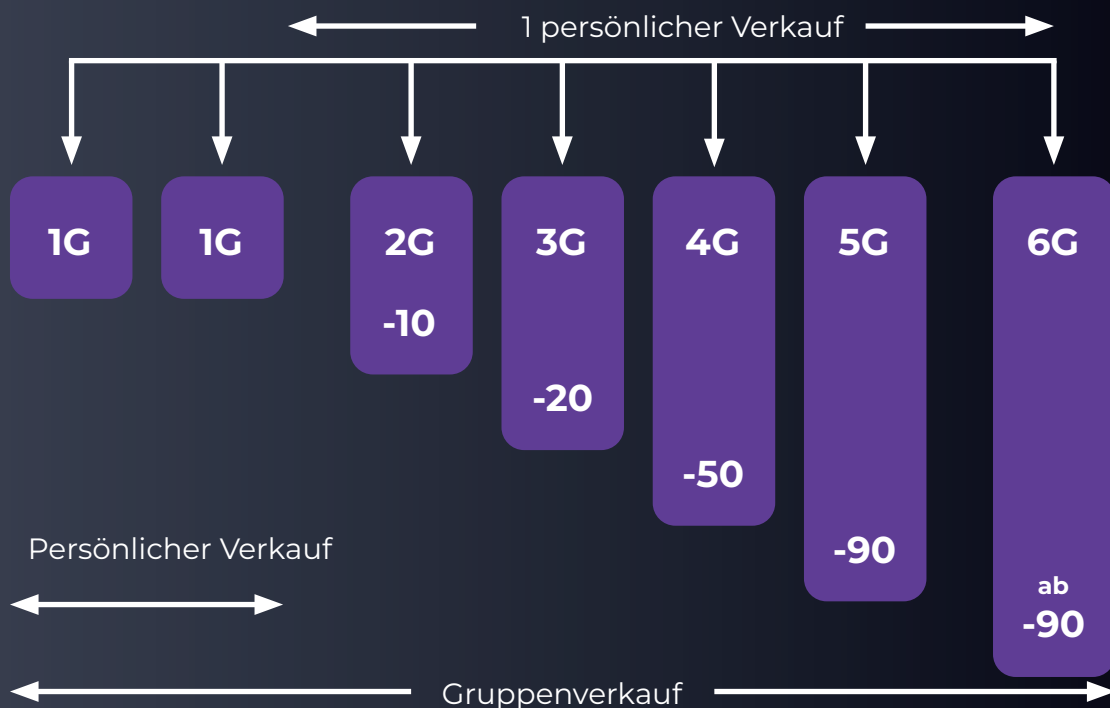 1 persönlicher Verkauf
1G 1G 2G 3G 4G 5G 6G
-10
-20
-50
-90
ab
-90
Persönlicher Verkauf
Gruppenverkauf